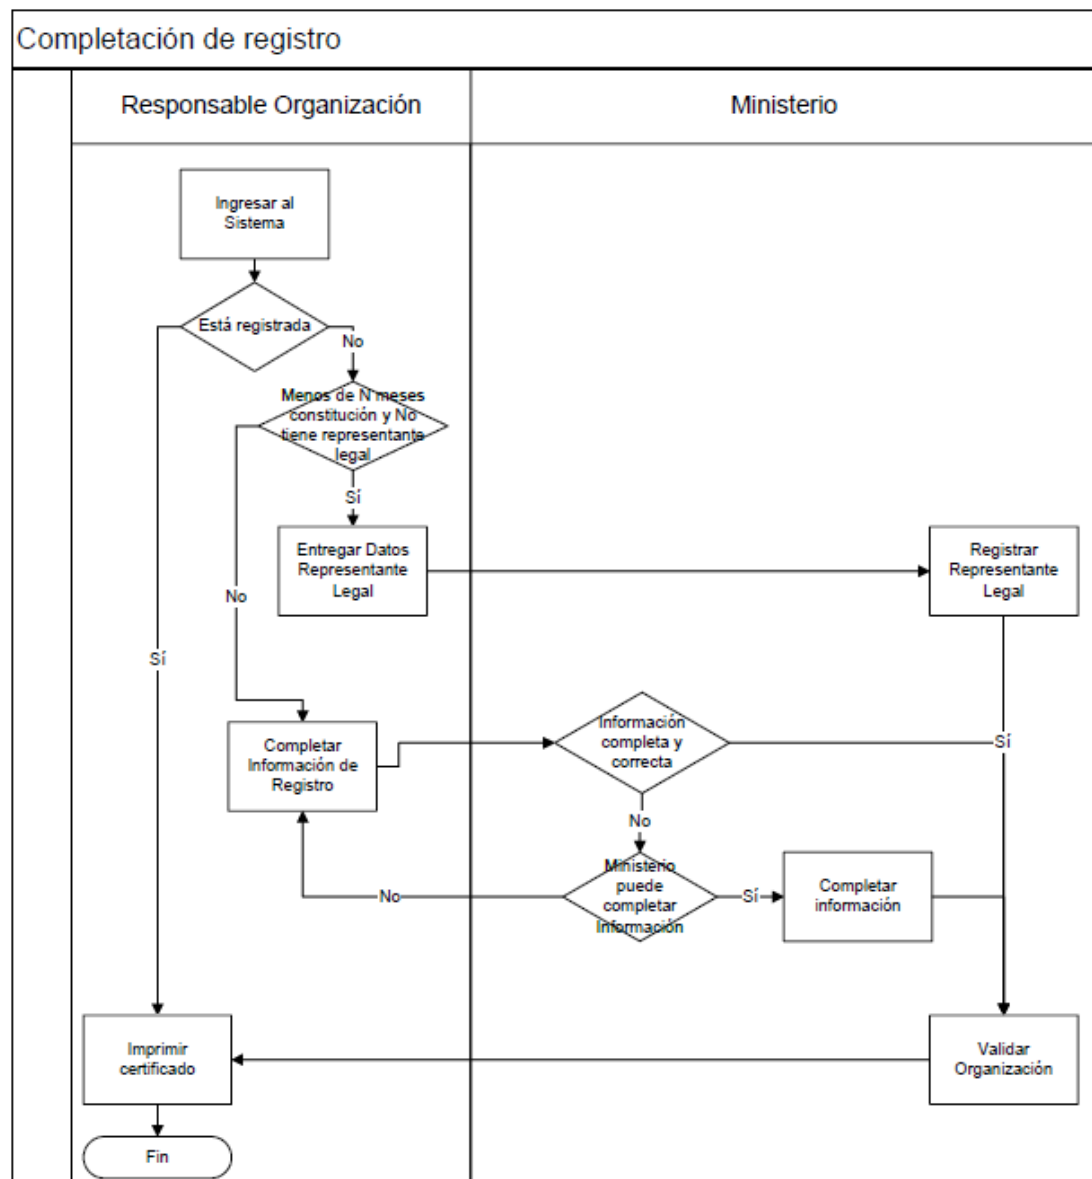 Completación de registro
Responsable Organización
Ministerio
Ingresar al
Sistema
Está registrada
No
Menos de N meses
constitución y No
tiene representante
legal
Sí
Entregar Datos
Representante
Legal
Registrar
Representante
Legal
No
Sí
Completar
Información de
Registro
Información
completa y
correcta
Sí
No
Ministerio
puede
completar
Información
No
Sí
Completar
información
Imprimir
certificado
Validar
Organización
Fin